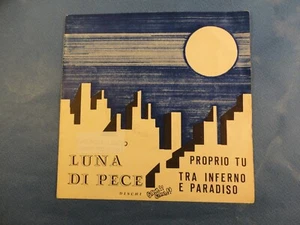 LUNA
DI PECE
PROPRIO TU
TRA INFERNO
E PARADISO